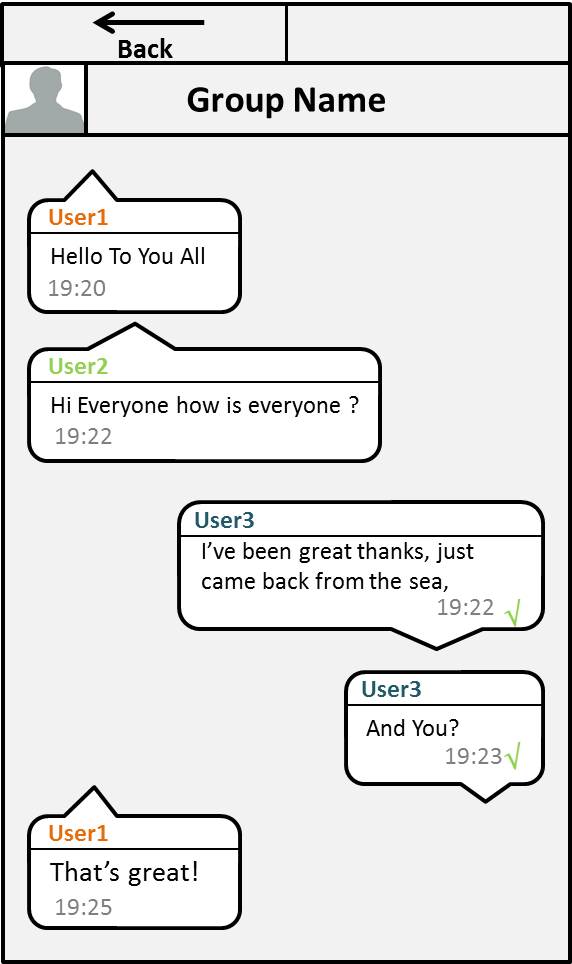 Back
Group Name
User1
Hello To You All
19:20
User2
Hi Everyone how is everyone ?
19:22
User3
I've been great thanks, just
came back from the sea,
19:22 √
User3
And You?
19:23√
User1
That's great!
19:25